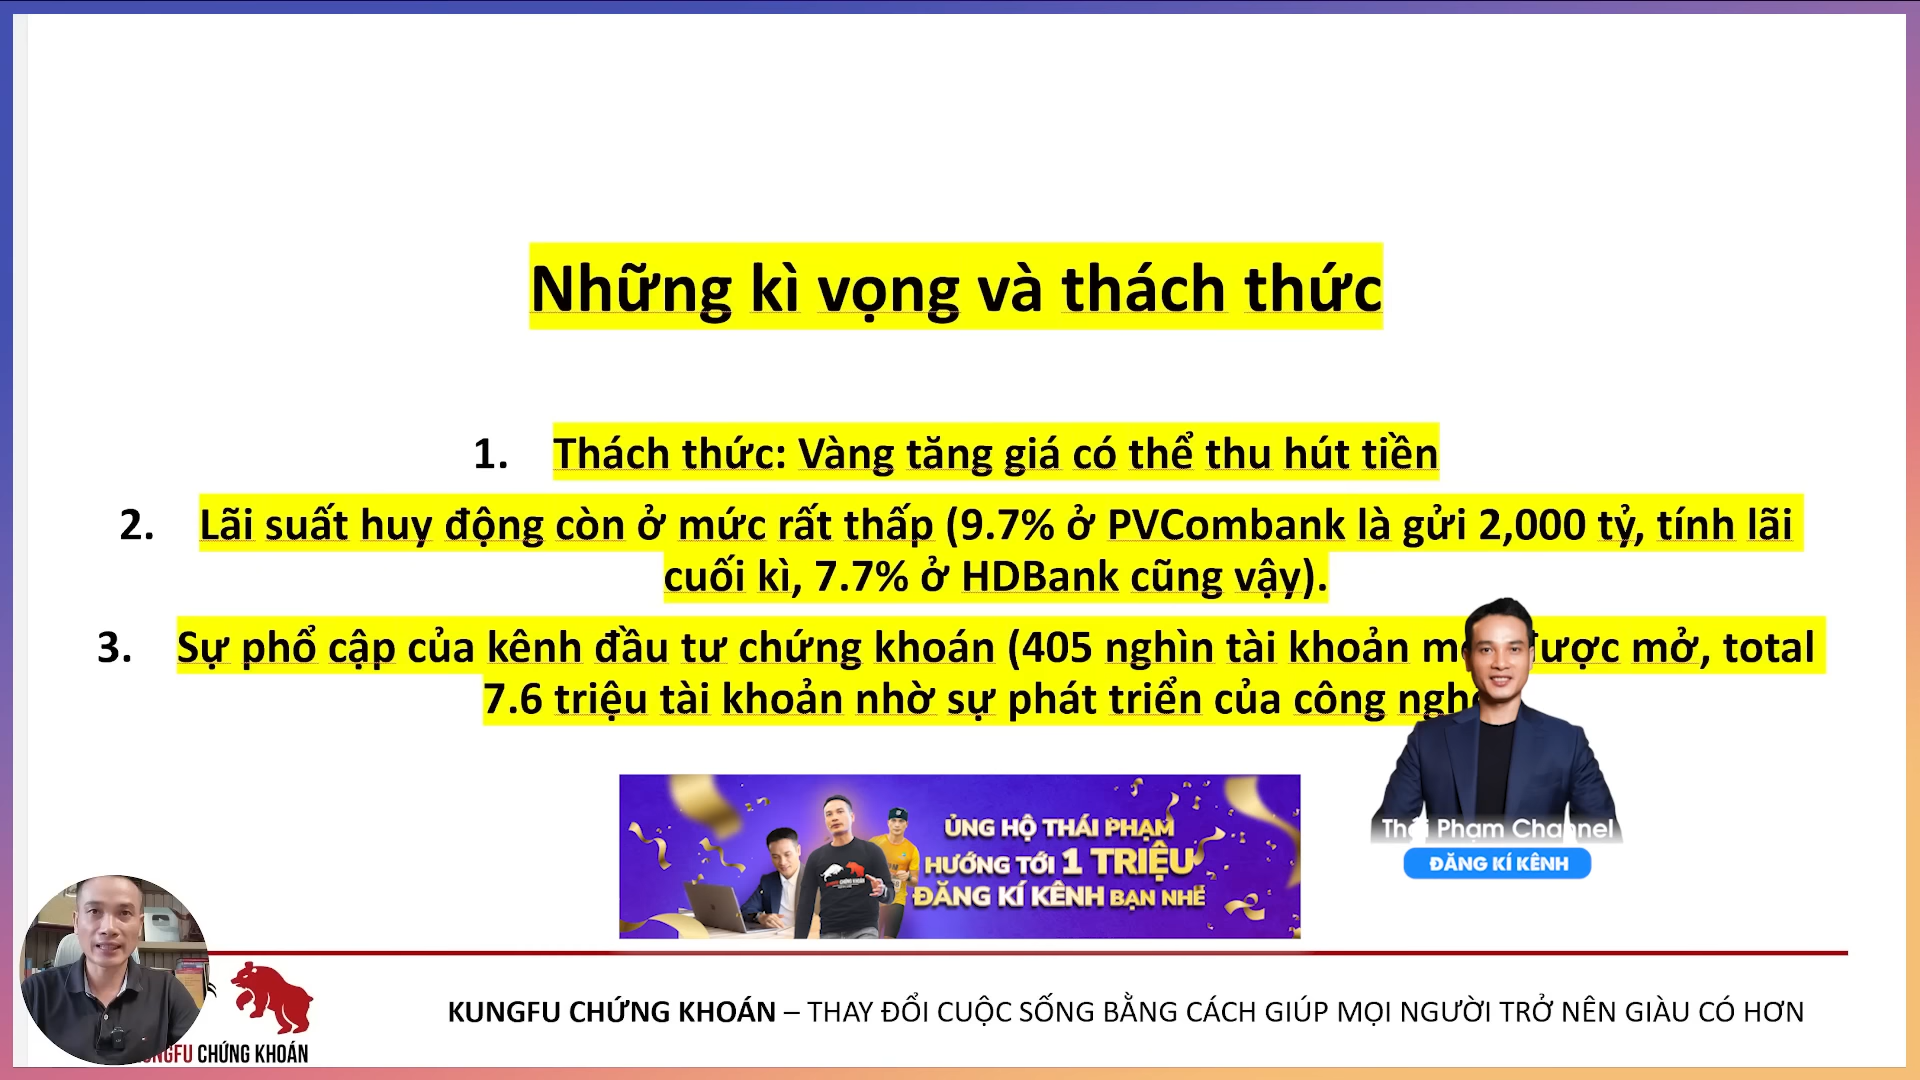 Những kì vọng và thách thức
1. Thách thức: Vàng tăng giá có thể thu hút tiền
2. Lãi suất huy động còn ở mức rất thấp (9.7% ở PVCombank là gửi 2,000 tỷ, tính lãi
cuối kì, 7.7% ở HDBank cũng vậy).
3. Sự phổ cập của kênh đầu tư chứng khoán (405 nghìn tài khoản được mở, total
7.6 triệu tài khoản nhờ sự phát triển của công
ỦNG HỘ THÁI PHẠM
HƯỚNG TỚI 1 TRIỆU
ĐĂNG KÍ KÊNH BẠN NHÉ
Thái Phạm Channel
ĐĂNG KÍ KÊNH
KUNGFU CHỨNG KHOÁN – THAY ĐỔI CUỘC SỐNG BẰNG CÁCH GIÚP MỌI NGƯỜI TRỞ NÊN GIÀU CÓ HƠN
KUNGFU CHỨNG KHOÁN